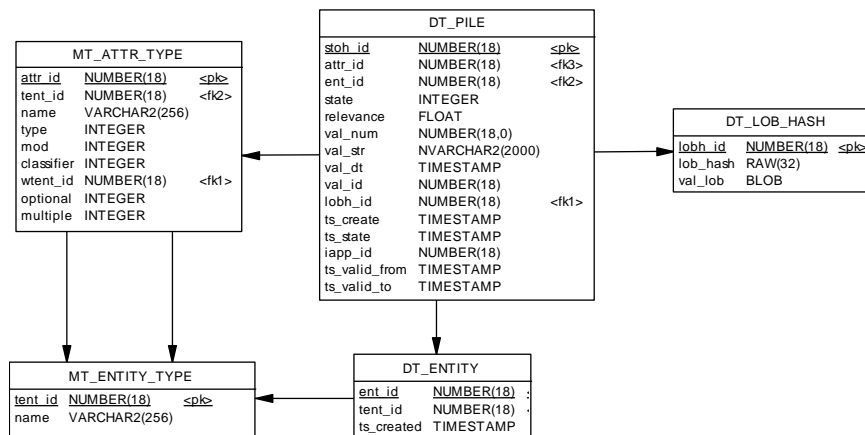 MT_ATTR_TYPE
attr_id NUMBER(18) <pk>
tent_id NUMBER(18) <fk2>
name VARCHAR2(256)
type INTEGER
mod INTEGER
classifier INTEGER
wtent_id NUMBER(18) <fk1>
optional INTEGER
multiple INTEGER
DT_PILE
stoh_id NUMBER(18) <pk>
attr_id NUMBER(18) <fk3>
ent_id NUMBER(18) <fk2>
state INTEGER
relevance FLOAT
val_num NUMBER(18,0)
val_str NVARCHAR2(2000)
val_dt TIMESTAMP
val_id NUMBER(18)
lobh_id NUMBER(18) <fk1>
ts_create TIMESTAMP
ts_state TIMESTAMP
iapp_id NUMBER(18)
ts_valid_from TIMESTAMP
ts_valid_to TIMESTAMP
DT_LOB_HASH
lobh_id NUMBER(18) <pk>
lob_hash RAW(32)
val_lob BLOB
MT_ENTITY_TYPE
tent_id NUMBER(18) <pk>
name VARCHAR2(256)
DT_ENTITY
ent_id NUMBER(18)
tent_id NUMBER(18)
ts_created TIMESTAMP